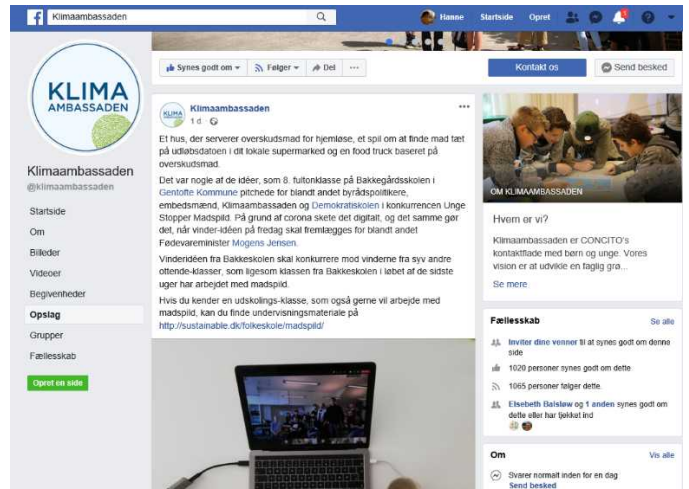 Klimaambassaden
Hanne
Startside
Opret
Synes godt om
Følger
Del
Kontakt os
Send besked
KLIMA
AMBASSADEN
Klimaambassaden
@klimaambassaden
Startside
Om
Billeder
Videoer
Begivenheder
Opslag
Grupper
Fællesskab
Opret en side
KLIMA
Klimaambassaden
1 d.
Et hus, der serverer overskudsmad for hjemløse, et spil om at finde mad tæt
på udløbsdatoen i dit lokale supermarked og en food truck baseret på
overskudsmad.
Det var nogle af de idéer, som 8. fultonklasse på Bakkegårdsskolen i
Gentofte Kommune pitchede for blandt andet byrådspolitikere,
embedsmænd, Klimaambassaden og Demokratiskolen i konkurrencen Unge
Stopper Madspild. På grund af corona skete det digitalt, og det samme gør
det, når vinder-idéen på fredag skal fremlægges for blandt andet
Fødevareminister Mogens Jensen.
Vinderidéen fra Bakkeskolen skal konkurrere mod vinderne fra syv andre
ottende-klasser, som ligesom klassen fra Bakkeskolen i løbet af de sidste
uger har arbejdet med madspild.
Hvis du kender en udskolings-klasse, som også gerne vil arbejde med
madspild, kan du finde undervisningsmateriale på
http://sustainable.dk/folkeskole/madspild/
OM KLIMAAMBASSADEN
Hvem er vi?
Klimaambassaden er CONCITO's
kontaktflade med børn og unge. Vores
vision er at udvikle en faglig grø...
Se mere
Fællesskab
Se alle
Inviter dine venner til at synes godt om denne
side
1020 personer synes godt om dette
1065 personer følger dette
Elsebeth Balsløw og 1 anden synes godt om
dette eller har tjekket ind
Om
Vis alle
Svarer normalt inden for en dag
Send besked